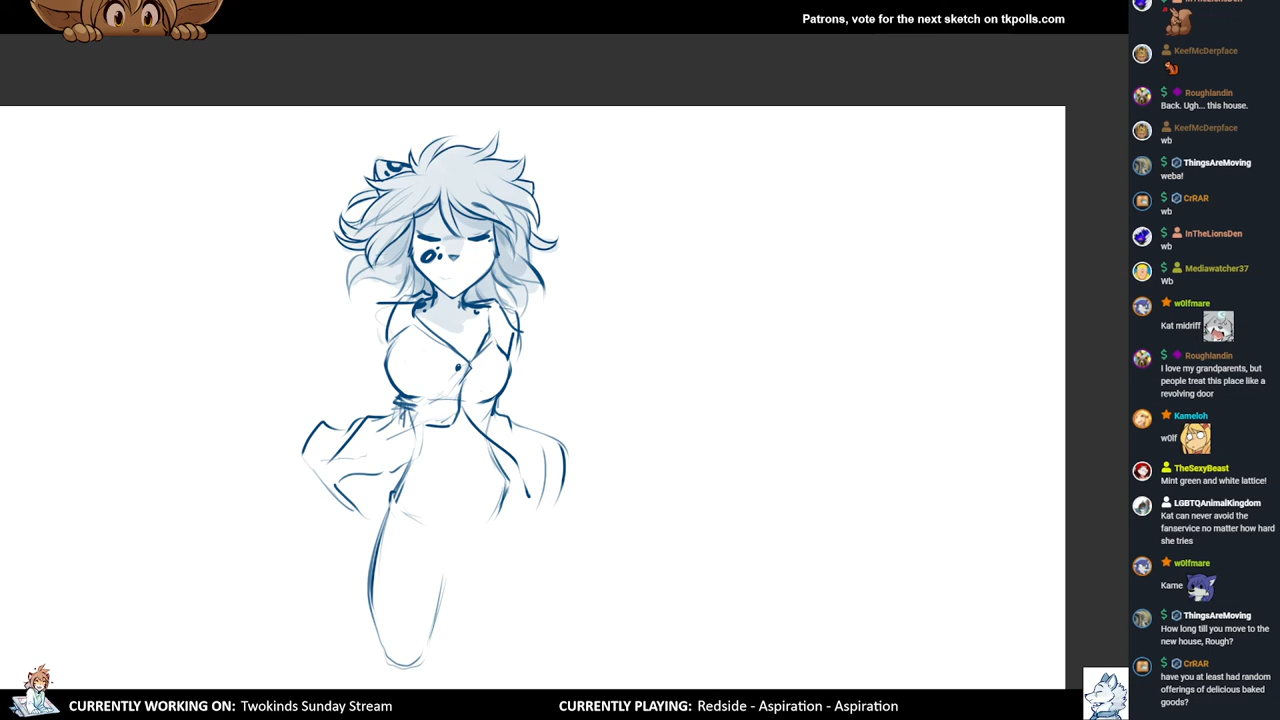 Patrons, vote for the next sketch on tkpolls.com
InTheLionsDen
KeefMcDerpface
Roughlandin
Back. Ugh... this house.
KeefMcDerpface
wb
ThingsAreMoving
weba!
CrRAR
wb
InTheLionsDen
wb
Mediawatcher37
Wb
w0lfmare
Kat midriff
Roughlandin
I love my grandparents, but
people treat this place like a
revolving door
Kameloh
w0lf
TheSexyBeast
Mint green and white lattice!
LGBTQAnimalKingdom
Kat can never avoid the
fanservice no matter how hard
she tries
w0lfmare
Kame
ThingsAreMoving
How long till you move to the
new house, Rough?
CrRAR
have you at least had random
offerings of delicious baked
goods?
CURRENTLY WORKING ON: Twokinds Sunday Stream
CURRENTLY PLAYING: Redside - Aspiration - Aspiration